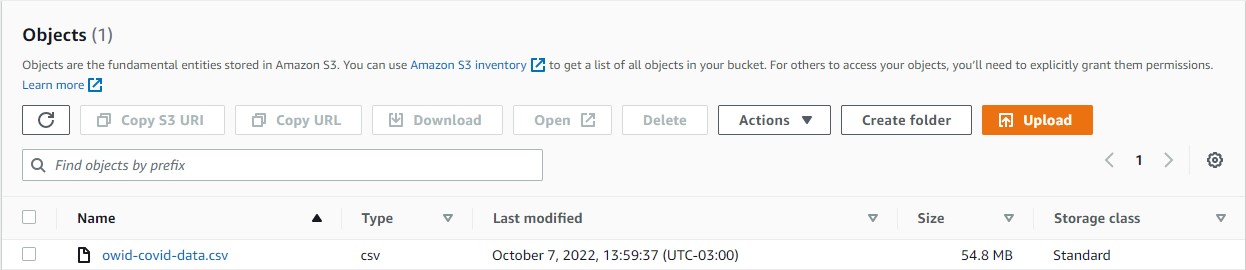 Objects (1)
Objects are the fundamental entities stored in Amazon S3. You can use Amazon S3 inventory to get a list of all objects in your bucket. For others to access your objects, you'll need to explicitly grant them permissions.
Learn more
Copy S3 URI Copy URL Download Open Delete Actions Create folder Upload
Find objects by prefix 1
Name Type Last modified Size Storage class
owid-covid-data.csv csv October 7, 2022, 13:59:37 (UTC-03:00) 54.8 MB Standard